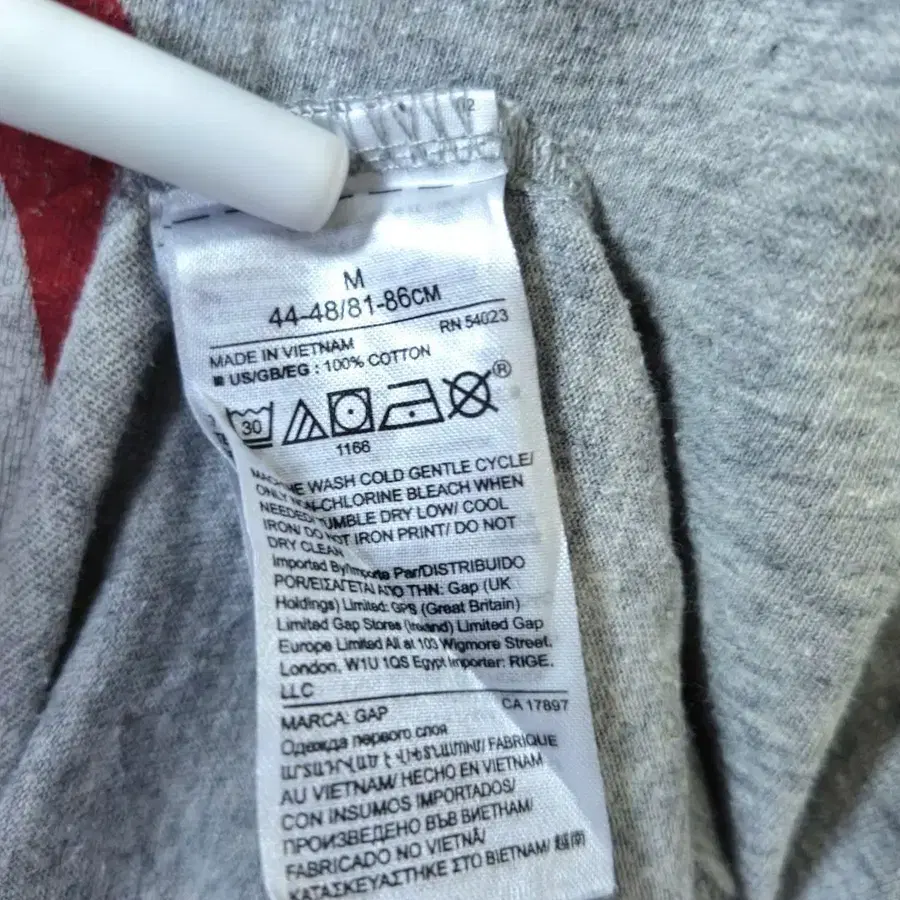 M
44-48/81-86CM
RN 54023
MADE IN VIETNAM
■ US/GB/EG : 100% COTTON
30
®
1166
WASH COLD GENTLE CYCLE/
ONLY NON-CHLORINE BLEACH WHEN
NEEDED/ TUMBLE DRY LOW/ COOL
IRON/ DO NOT IRON PRINT/ DO NOT
DRY CLEAN
Imported By/Importe Par/DISTRIBUIDO
POR/ΕΙΣΑΓΕΤΑΙ ΑΠΟ ΤΗΝ: Gap (UK
Holdings) Limited: GPS (Great Britain)
Limited Gap Stores (Ireland) Limited Gap
Europe Limited All at 103 Wigmore Street,
London, W1U 1QS Egypt Importer: RIGE,
LLC
CA 17897
MARCA: GAP
Одежда первого слоя
FABRIQUE
AU VIETNAM/ HECHO EN VIETNAM
CON INSUMOS IMPORTADOS/
ПРОИЗВЕДЕНО ВЪВ ВИЕТНАМ/
FABRICADO NO VIETNÃ/
ΚΑΤΑΣΚΕΥΑΣΤΗΚΕ ΣΤΟ ΒΙΕΤΝΑΜ/